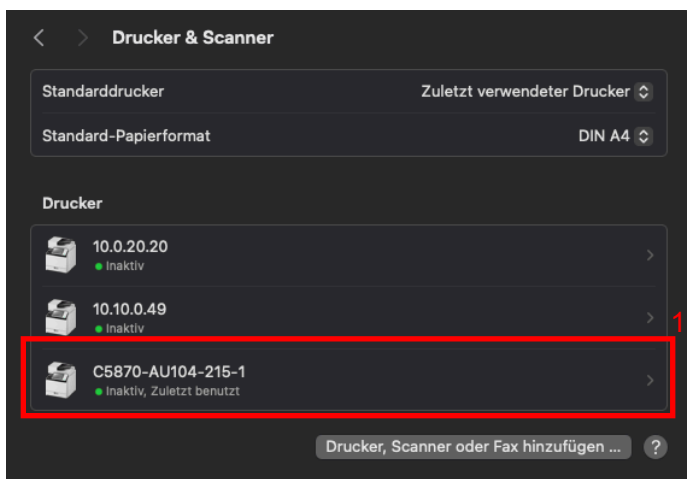 Drucker & Scanner
Standarddrucker Zuletzt verwendeter Drucker
Standard-Papierformat DIN A4
Drucker
10.0.20.20
Inaktiv
10.10.0.49
Inaktiv
1
C5870-AU104-215-1
Inaktiv, Zuletzt benutzt
Drucker, Scanner oder Fax hinzufügen ... ?